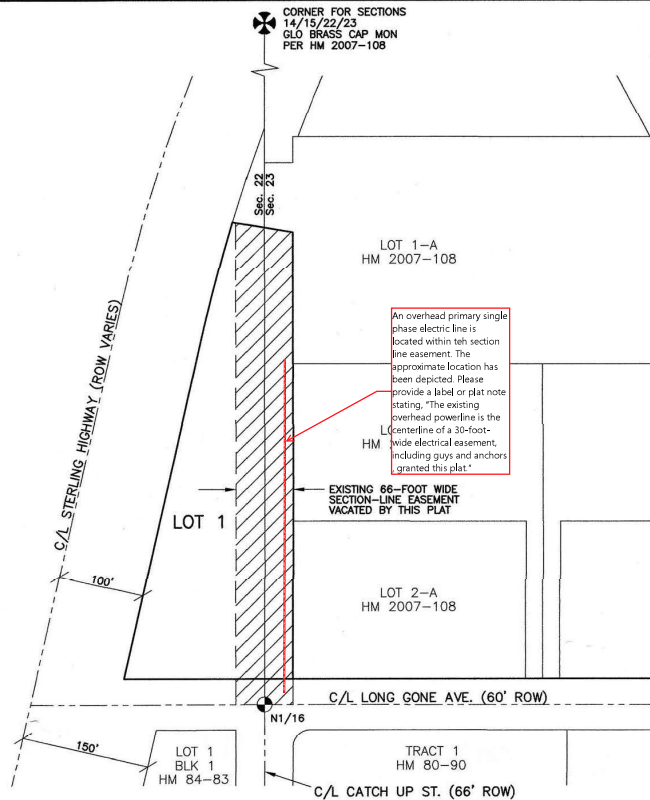 CORNER FOR SECTIONS
14/15/22/23
GLO BRASS CAP MON
PER HM 2007-108
Sec. 22
Sec. 23
LOT 1-A
HM 2007-108
C/L STERLING HIGHWAY (ROW VARIES)
An overhead primary single
phase electric line is
located within teh section
line easement. The
approximate location has
been depicted. Please
provide a label or plat note
stating, "The existing
overhead powerline is the
centerline of a 30-foot-
wide electrical easement,
including guys and anchors
, granted this plat."
HM
EXISTING 66-FOOT WIDE
SECTION-LINE EASEMENT
VACATED BY THIS PLAT
LOT 1
100'
LOT 2-A
HM 2007-108
C/L LONG GONE AVE. (60' ROW)
N1/16
150'
LOT 1
BLK 1
HM 84-83
TRACT 1
HM 80-90
C/L CATCH UP ST. (66' ROW)